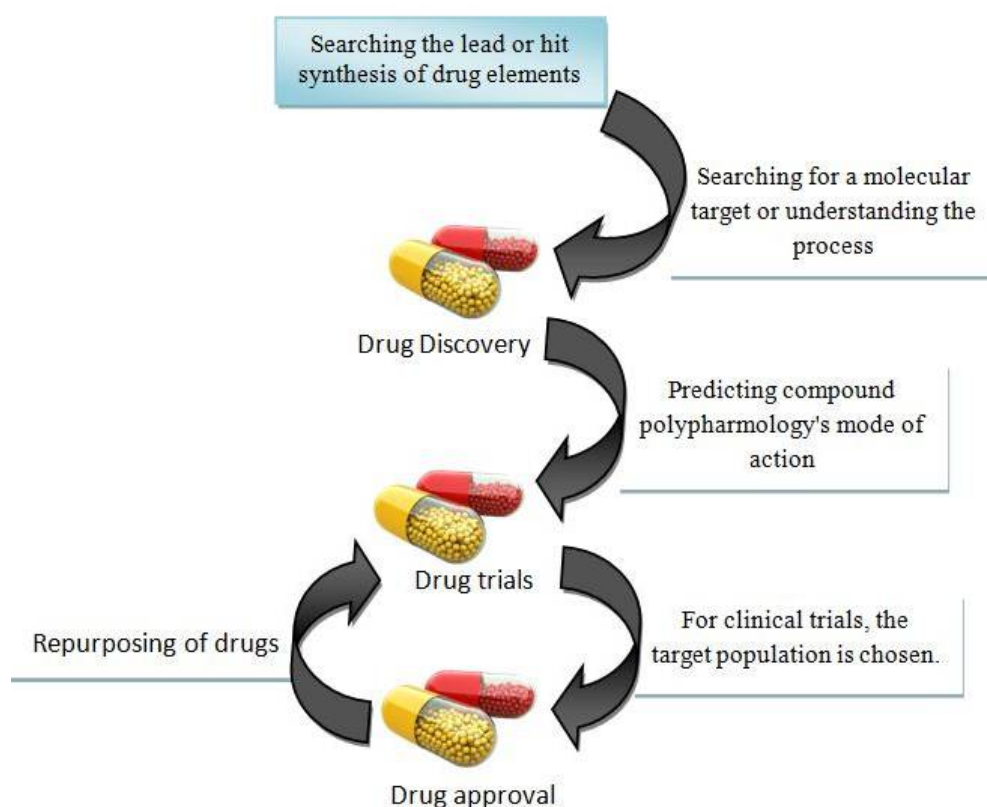 Searching the lead or hit
synthesis of drug elements
Searching for a molecular
target or understanding the
process
Drug Discovery
Predicting compound
polypharmology's mode of
action
Drug trials
Repurposing of drugs
For clinical trials, the
target population is chosen.
Drug approval